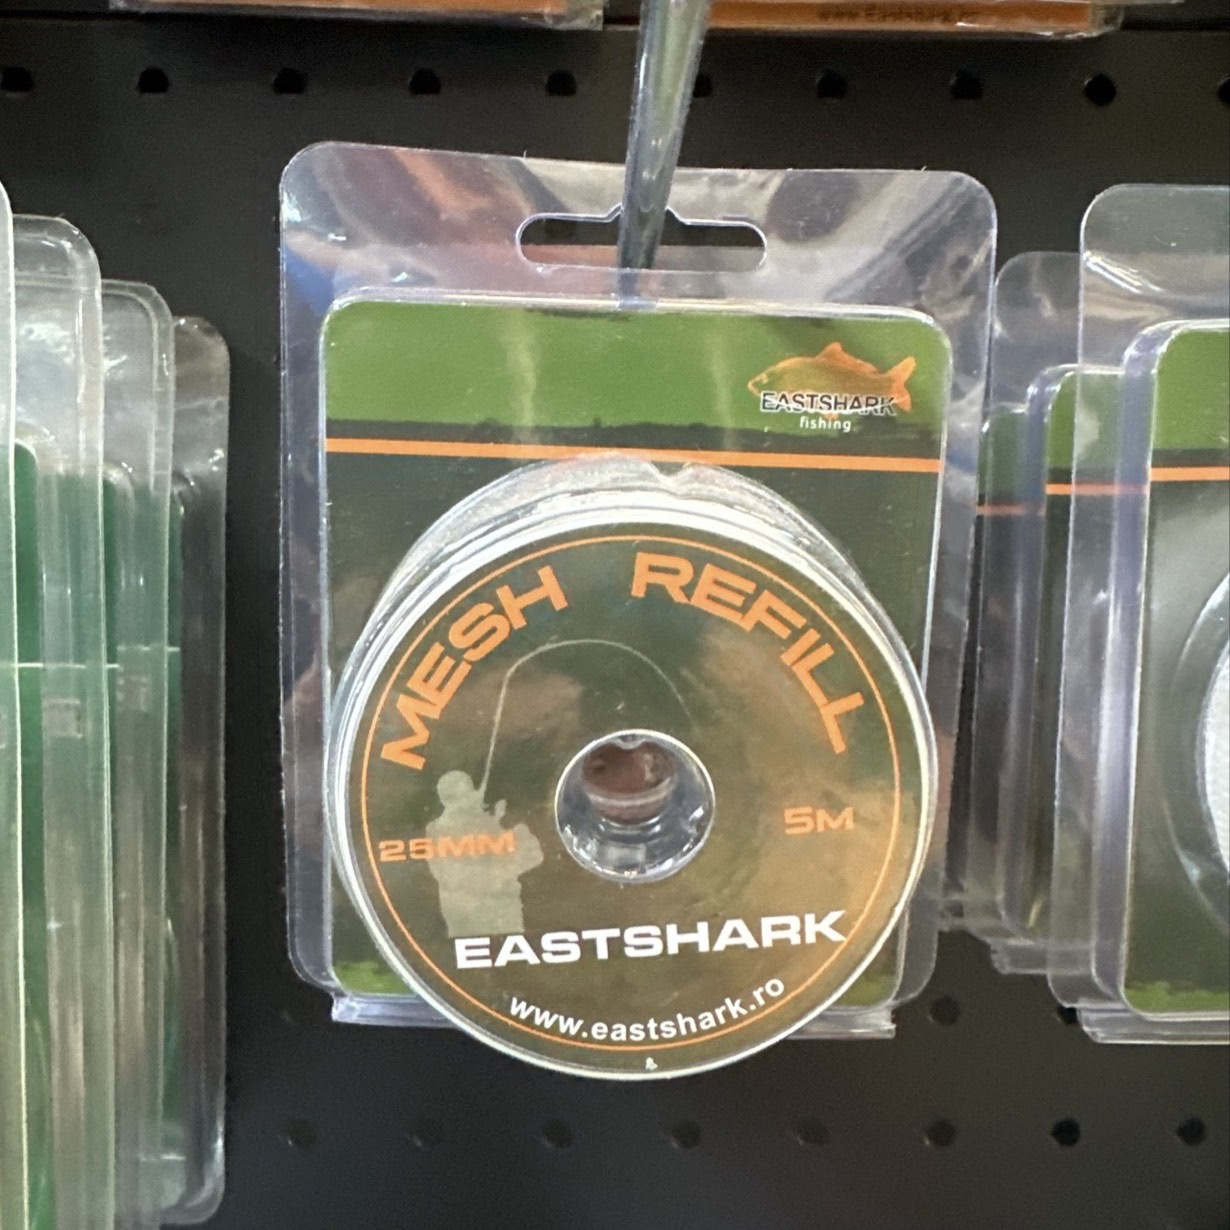 EASTSHARK
fishing
MESH REFILL
25MM
5M
EASTSHARK
www.eastshark.ro